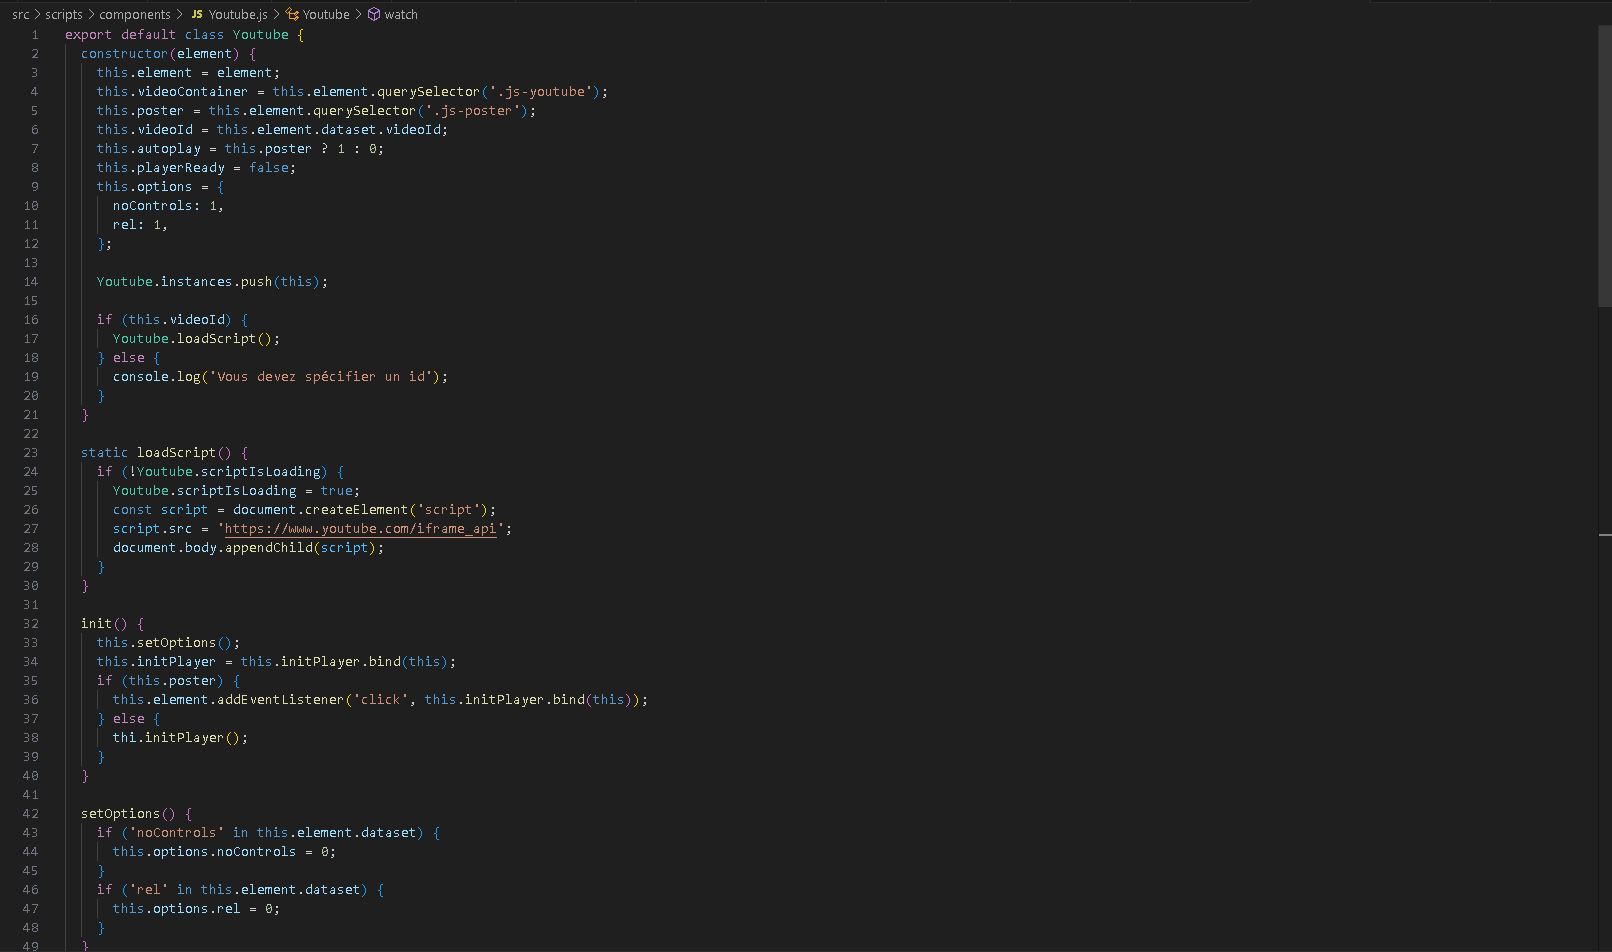 src > scripts > components > JS Youtube.js > Youtube > watch
1 export default class Youtube {
2 constructor(element) {
3 this.element = element;
4 this.videoContainer = this.element.querySelector('.js-youtube');
5 this.poster = this.element.querySelector('.js-poster');
6 this.videoId = this.element.dataset.videoId;
7 this.autoplay = this.poster ? 1 : 0;
8 this.playerReady = false;
9 this.options = {
10 noControls: 1,
11 rel: 1,
12 };
13
14 Youtube.instances.push(this);
15
16 if (this.videoId) {
17 Youtube.loadScript();
18 } else {
19 console.log('Vous devez spécifier un id');
20 }
21 }
22
23 static loadScript() {
24 if (!Youtube.scriptIsLoading) {
25 Youtube.scriptIsLoading = true;
26 const script = document.createElement('script');
27 script.src = 'https://www.youtube.com/iframe_api';
28 document.body.appendChild(script);
29 }
30 }
31
32 init() {
33 this.setOptions();
34 this.initPlayer = this.initPlayer.bind(this);
35 if (this.poster) {
36 this.element.addEventListener('click', this.initPlayer.bind(this));
37 } else {
38 thi.initPlayer();
39 }
40 }
41
42 setOptions() {
43 if ('noControls' in this.element.dataset) {
44 this.options.noControls = 0;
45 }
46 if ('rel' in this.element.dataset) {
47 this.options.rel = 0;
48 }
49 }